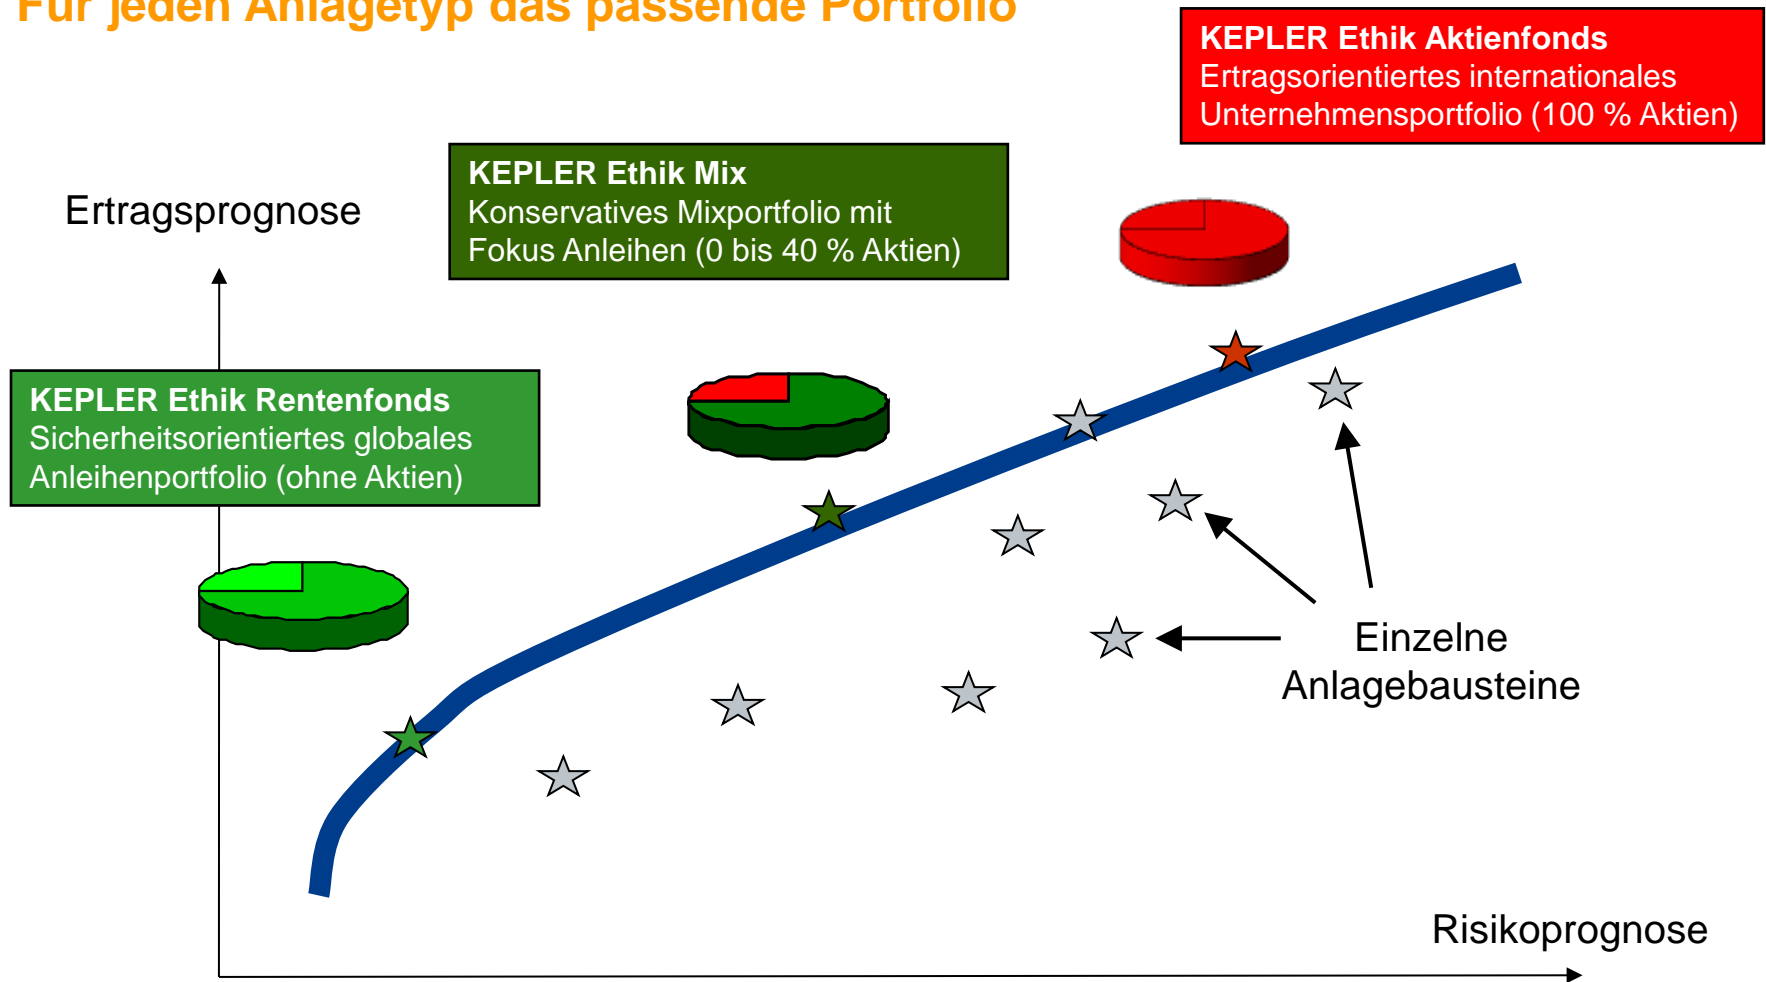 Für jeden Anlagetyp das passende Portfolio
KEPLER Ethik Aktienfonds
Ertragsorientiertes internationales
Unternehmensportfolio (100 % Aktien)
KEPLER Ethik Mix
Konservatives Mixportfolio mit
Fokus Anleihen (0 bis 40 % Aktien)
Ertragsprognose
KEPLER Ethik Rentenfonds
Sicherheitsorientiertes globales
Anleihenportfolio (ohne Aktien)
Einzelne
Anlagebausteine
Risikoprognose